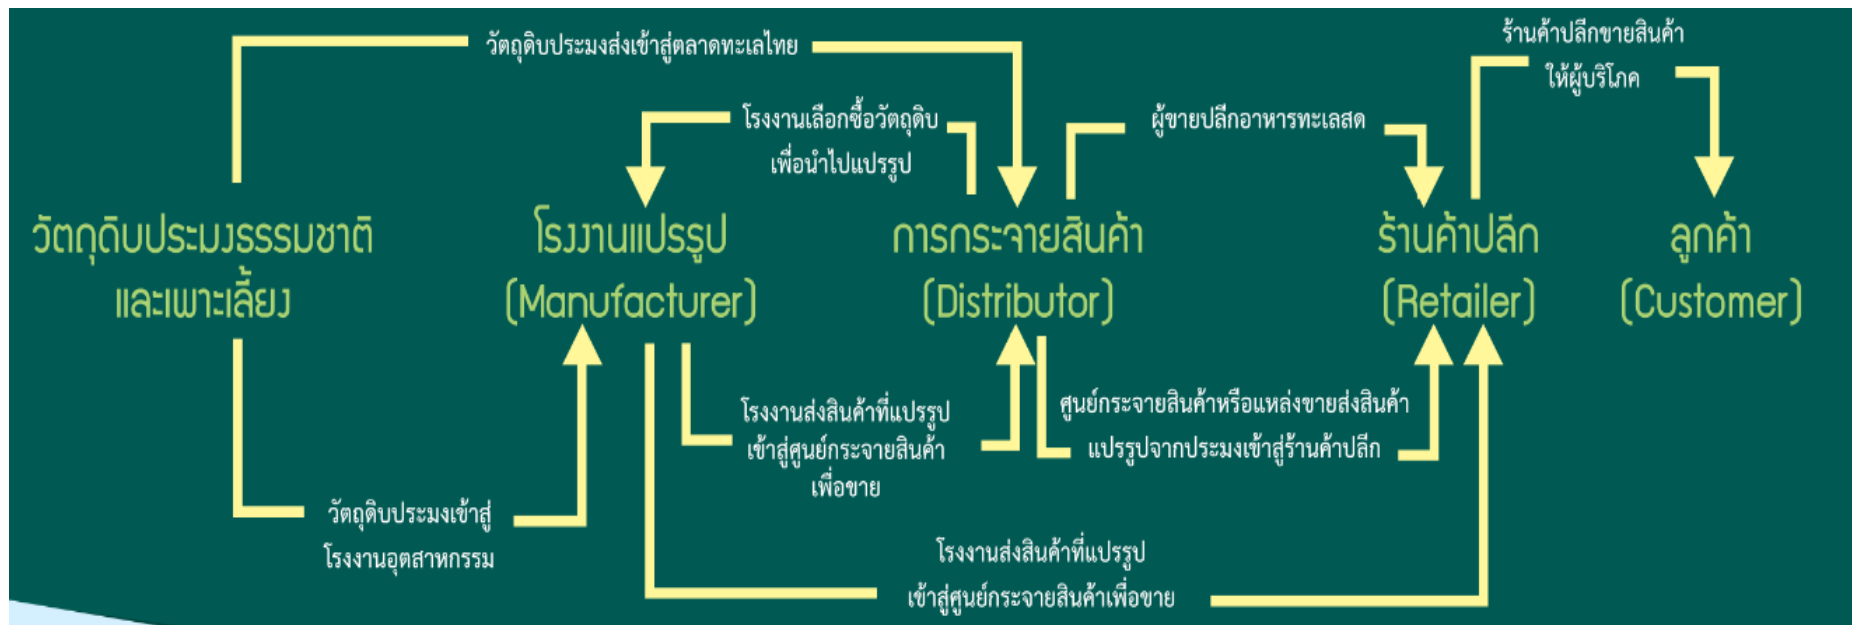 วัตถุดิบประมงส่งเข้าสู่ตลาดทะเลไทย
ร้านค้าปลีกขายสินค้า
ให้ผู้บริโภค
โรงงานเลือกซื้อวัตถุดิบ
เพื่อนำไปแปรรูป
ผู้ขายปลีกอาหารทะเลสด
วัตถุดิบประมงธรรมชาติ
และเพาะเลี้ยง
โรงงานแปรรูป
(Manufacturer)
การกระจายสินค้า
(Distributor)
ร้านค้าปลีก
(Retailer)
ลูกค้า
(Customer)
โรงงานส่งสินค้าที่แปรรูป
เข้าสู่ศูนย์กระจายสินค้า
เพื่อขาย
ศูนย์กระจายสินค้าหรือแหล่งขายส่งสินค้า
แปรรูปจากประมงเข้าสู่ร้านค้าปลีก
วัตถุดิบประมงเข้าสู่
โรงงานอุตสาหกรรม
โรงงานส่งสินค้าที่แปรรูป
เข้าสู่ศูนย์กระจายสินค้าเพื่อขาย